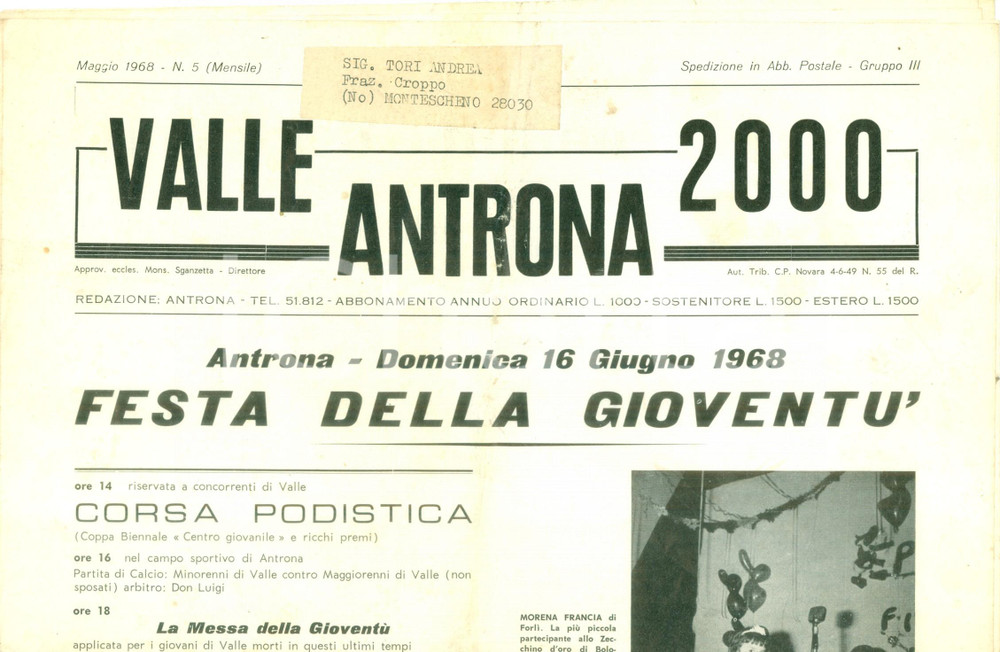 Maggio 1968 - N. 5 (Mensile)
SIG. TORI ANDREA
Fraz. Croppo
(No) MONTESCHENO 28030
Spedizione in Abb. Postale - Gruppo III
VALLE
ANTRONA
2000
Approv. eccles. Mons. Sganzetta - Direttore
Aut. Trib. C.P. Novara 4-6-49 N. 55 del R.
REDAZIONE: ANTRONA - TEL. 51.812 - ABBONAMENTO ANNUO ORDINARIO L. 1000 - SOSTENITORE L. 1500 - ESTERO L. 1500
Antrona - Domenica 16 Giugno 1968
FESTA DELLA GIOVENTU'
ore 14 riservata a concorrenti di Valle
CORSA PODISTICA
(Coppa Biennale « Centro giovanile » e ricchi premi)
ore 16 nel campo sportivo di Antrona
Partita di Calcio: Minorenni di Valle contro Maggiorenni di Valle (non
sposati) arbitro: Don Luigi
ore 18
La Messa della Gioventù
applicata per i giovani di Valle morti in questi ultimi tempi
MORENA FRANCIA di
Forlì. La più piccola
partecipante allo Zec-
chino d'oro di Bolo-